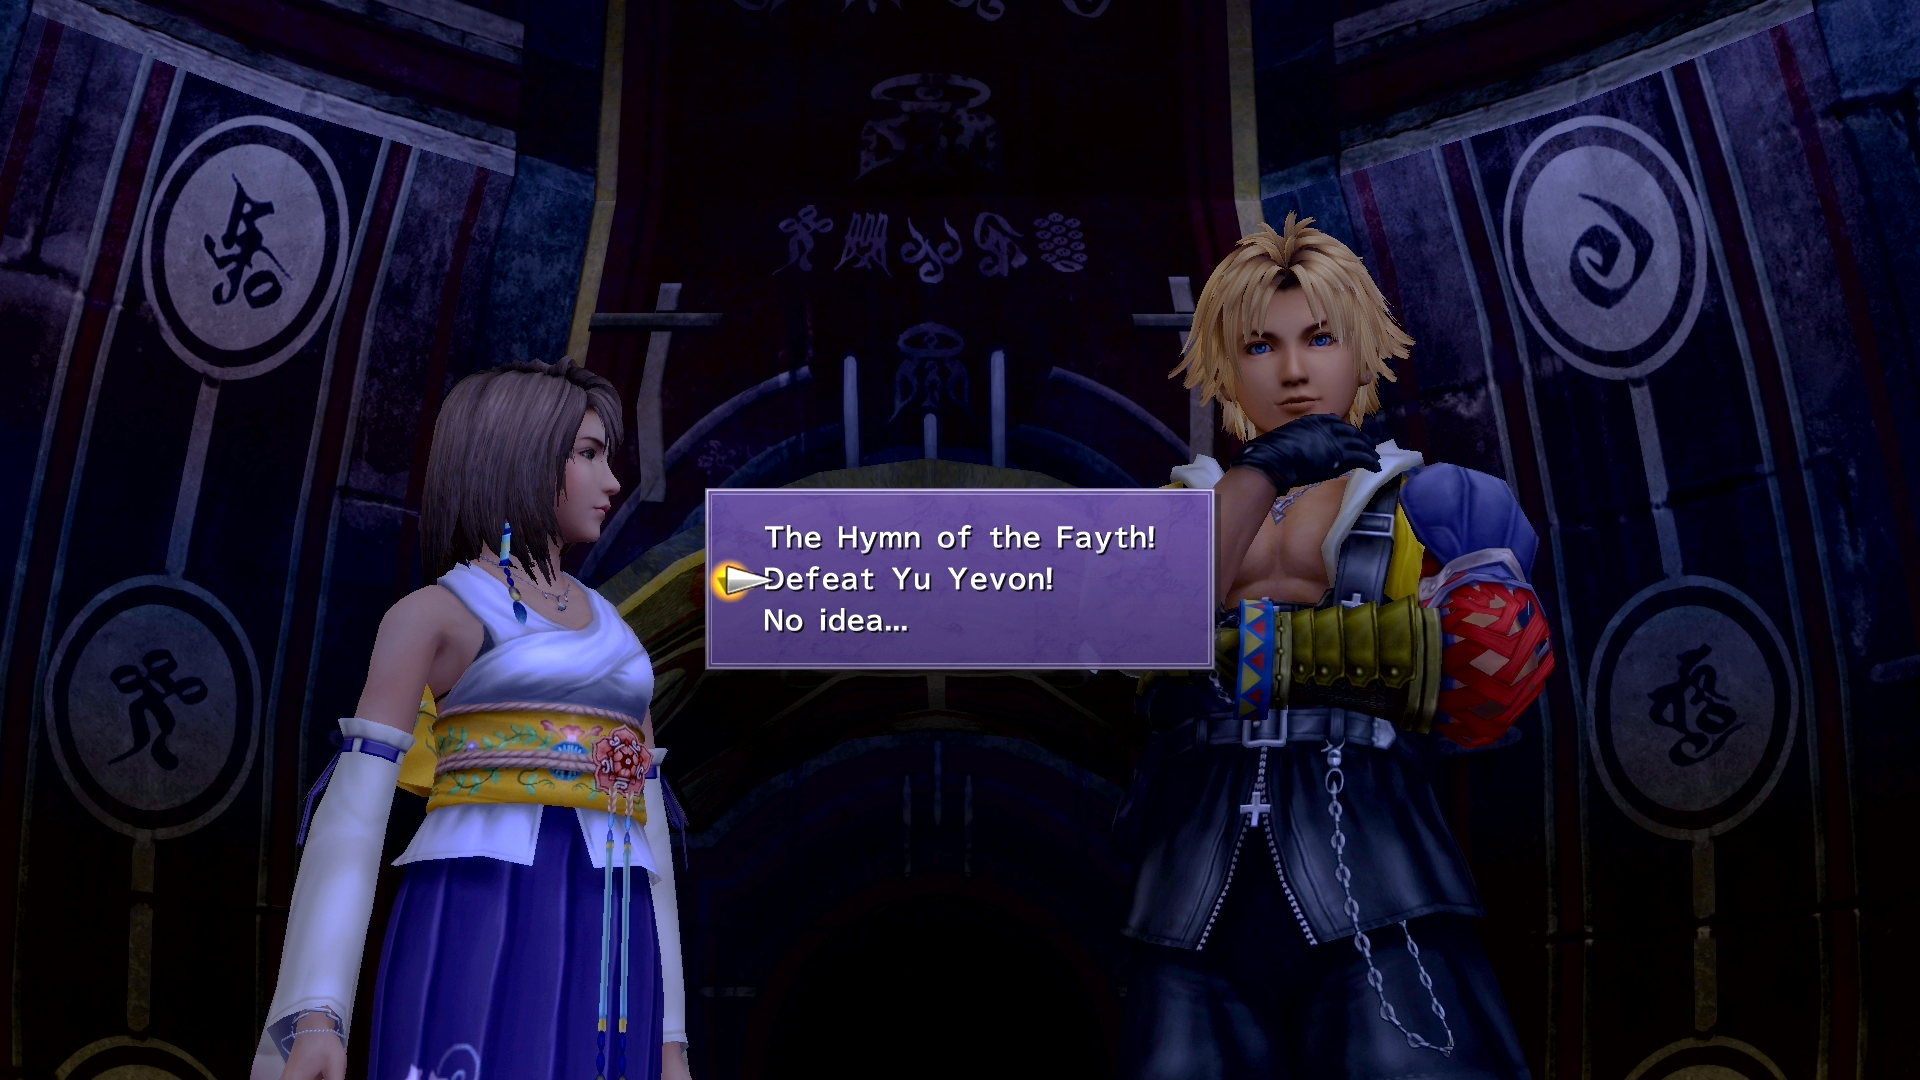 The Hymn of the Fayth!
Defeat Yu Yevon!
No idea...